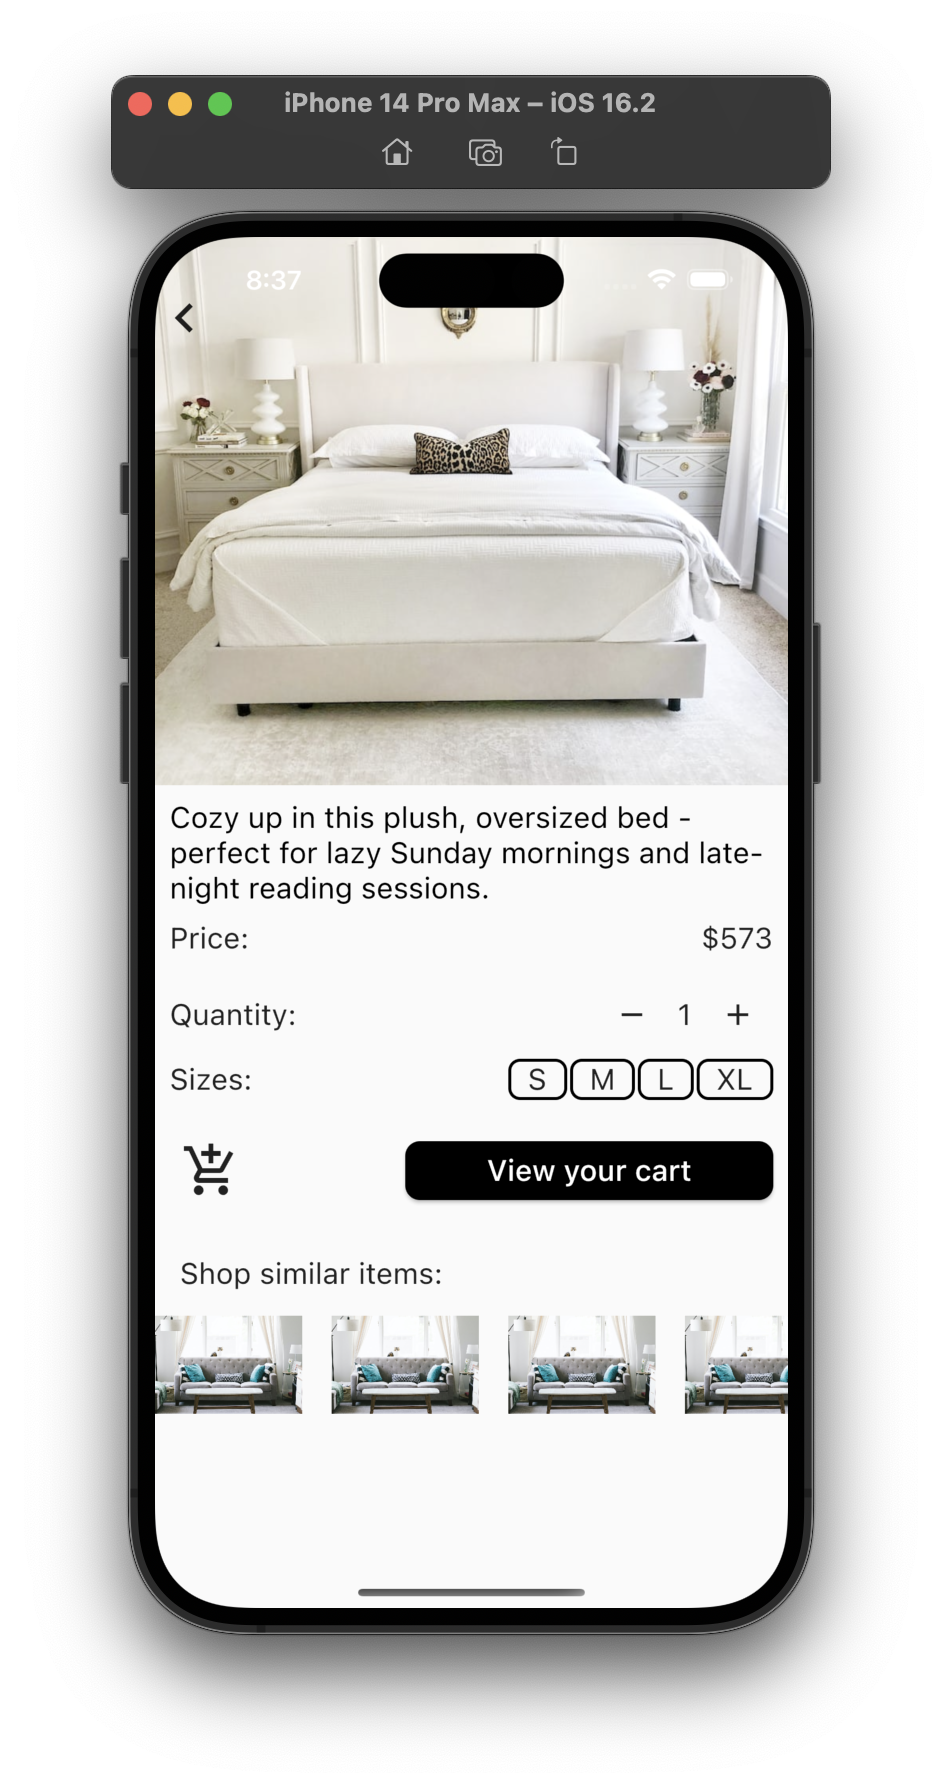 iPhone 14 Pro Max – iOS 16.2
8:37
Cozy up in this plush, oversized bed -
perfect for lazy Sunday mornings and late-
night reading sessions.
Price: $573
Quantity: − 1 +
Sizes: S M L XL
View your cart
Shop similar items: